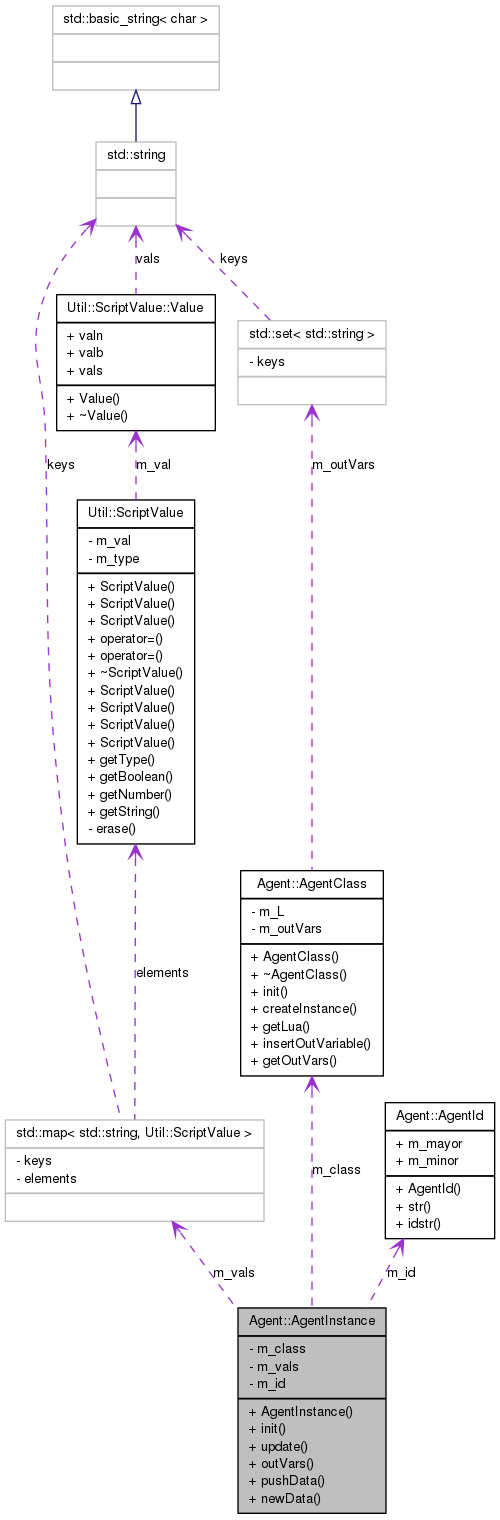 std::basic_string< char >
std::string
vals
keys
Util::ScriptValue::Value
+ valn
+ valb
+ vals
+ Value()
+ ~Value()
std::set< std::string >
- keys
keys
m_val
m_outVars
Util::ScriptValue
- m_val
- m_type
+ ScriptValue()
+ ScriptValue()
+ ScriptValue()
+ operator=()
+ operator=()
+ ~ScriptValue()
+ ScriptValue()
+ ScriptValue()
+ ScriptValue()
+ ScriptValue()
+ getType()
+ getBoolean()
+ getNumber()
+ getString()
- erase()
Agent::AgentClass
- m_L
- m_outVars
+ AgentClass()
+ ~AgentClass()
+ init()
+ createInstance()
+ getLua()
+ insertOutVariable()
+ getOutVars()
elements
std::map< std::string, Util::ScriptValue >
- keys
- elements
Agent::AgentId
+ m_mayor
+ m_minor
+ AgentId()
+ str()
+ idstr()
m_class
m_vals
m_id
Agent::AgentInstance
- m_class
- m_vals
- m_id
+ AgentInstance()
+ init()
+ update()
+ outVars()
+ pushData()
+ newData()